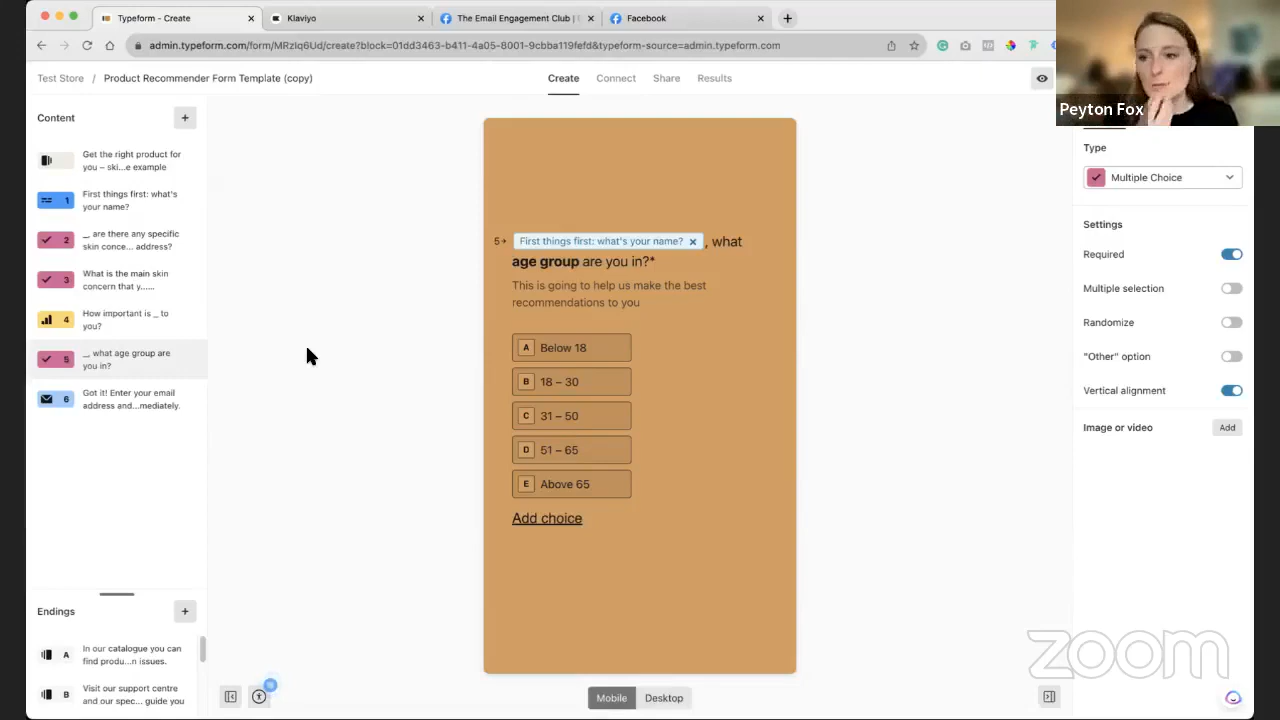 Typeform - Create
Klaviyo
The Email Engagement Club |
Facebook
admin.typeform.com/form/MRzIq6Ud/create?block=01dd3463-b411-4a05-8001-9cbba119fefd&typeform-source=admin.typeform.com
Peyton Fox
Test Store / Product Recommender Form Template (copy)
Create
Connect
Share
Results
Content
Get the right product for
you – ski...e example
1
First things first: what's
your name?
2
_, are there any specific
skin conce... address?
3
What is the main skin
concern that y......
4
How important is _ to
you?
5
_, what age group are
you in?
6
Got it! Enter your email
address and...mediately.
Endings
A
In our catalogue you can
find produ...n issues.
B
Visit our support centre
and our spec... guide you
5 First things first: what's your name? , what
age group are you in?*
This is going to help us make the best
recommendations to you
A Below 18
B 18 – 30
C 31 – 50
D 51 – 65
E Above 65
Add choice
Mobile
Desktop
Type
Multiple Choice
Settings
Required
Multiple selection
Randomize
"Other" option
Vertical alignment
Image or video
Add
zoom